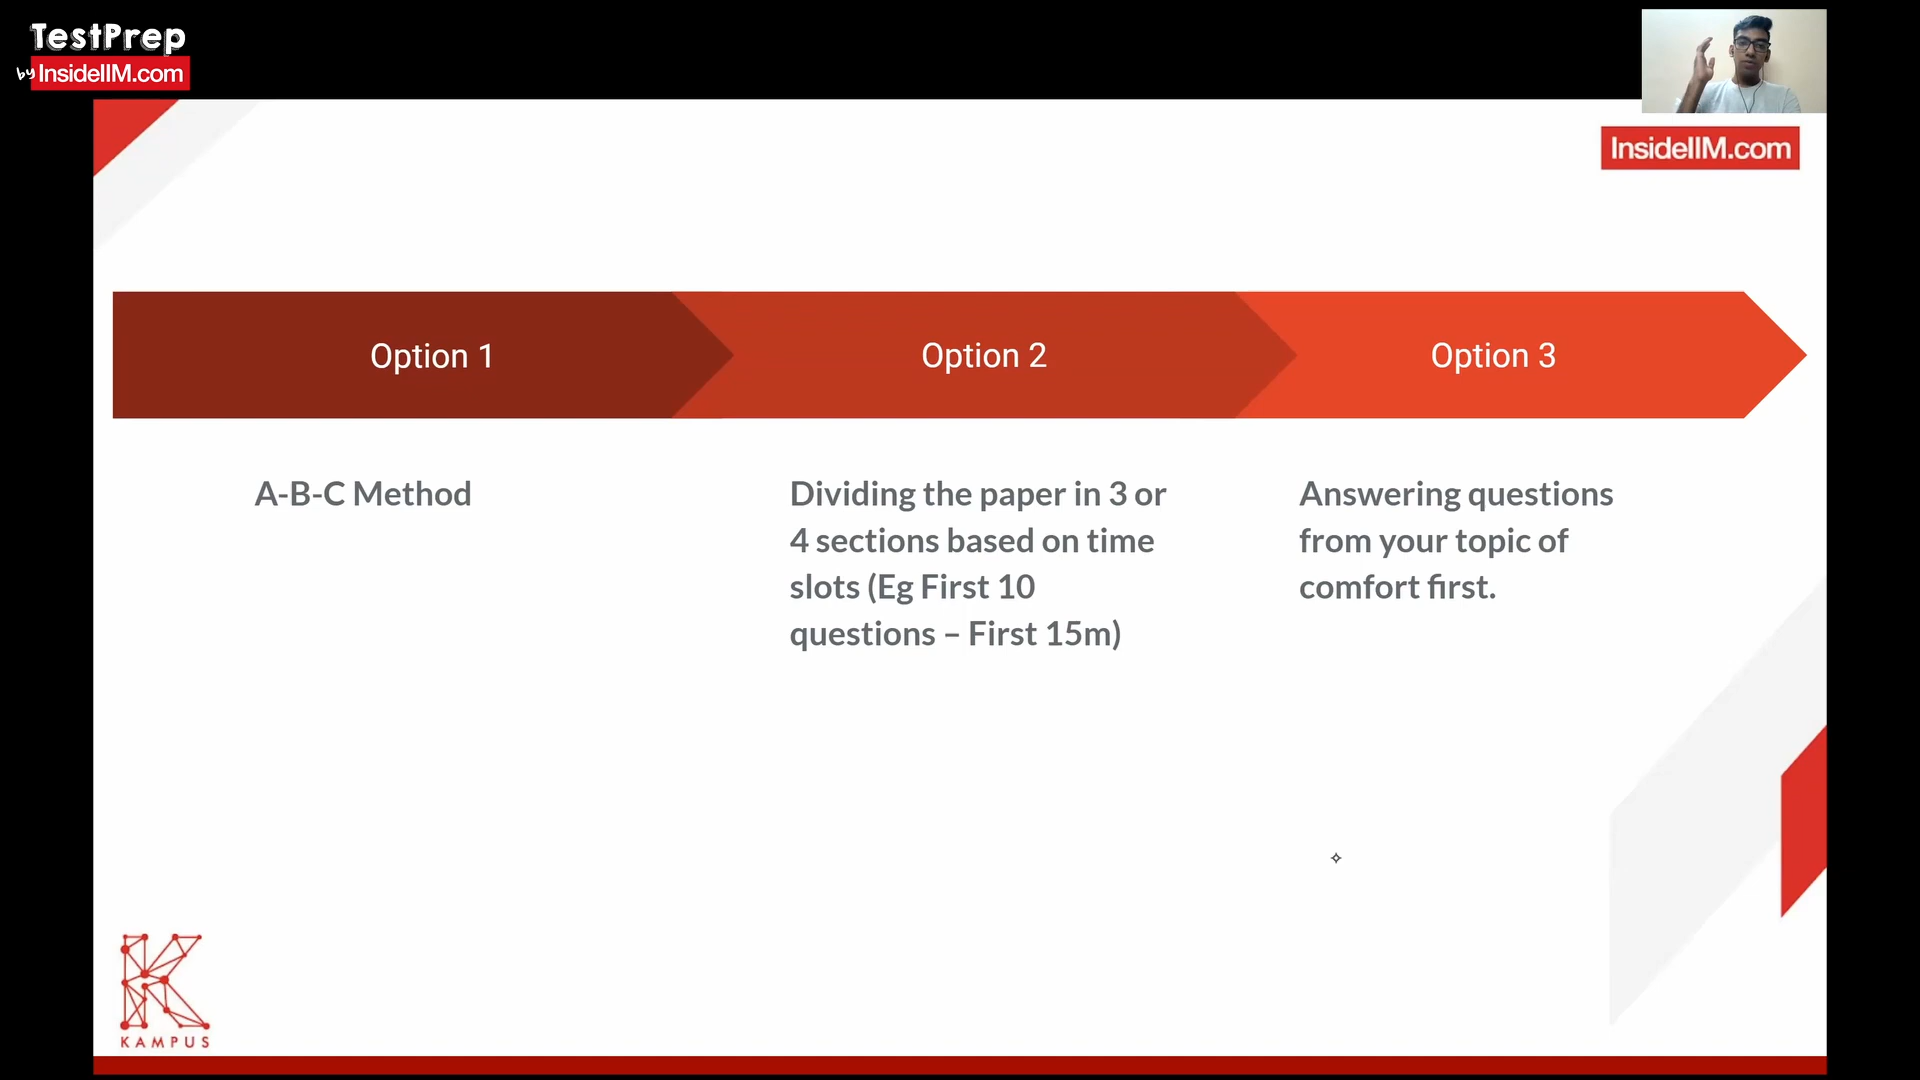 TestPrep
by InsideIIM.com
InsideIIM.com
Option 1
Option 2
Option 3
A-B-C Method
Dividing the paper in 3 or
4 sections based on time
slots (Eg First 10
questions – First 15m)
Answering questions
from your topic of
comfort first.
KAMPUS